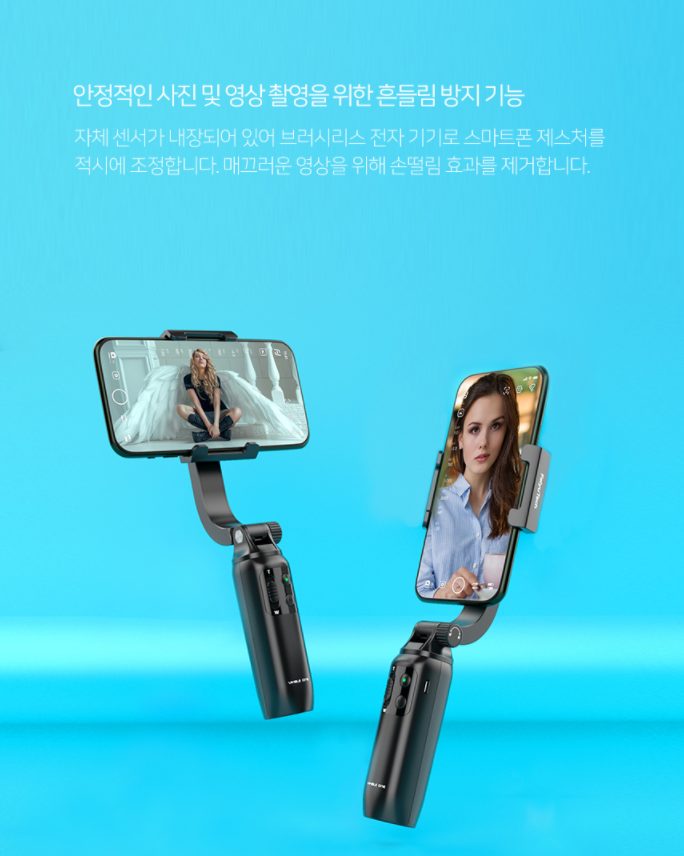 안정적인 사진 및 영상 촬영을 위한 흔들림 방지 기능
자체 센서가 내장되어 있어 브러시리스 전자 기기로 스마트폰 제스처를
적시에 조정합니다. 매끄러운 영상을 위해 손떨림 효과를 제거합니다.
T
W